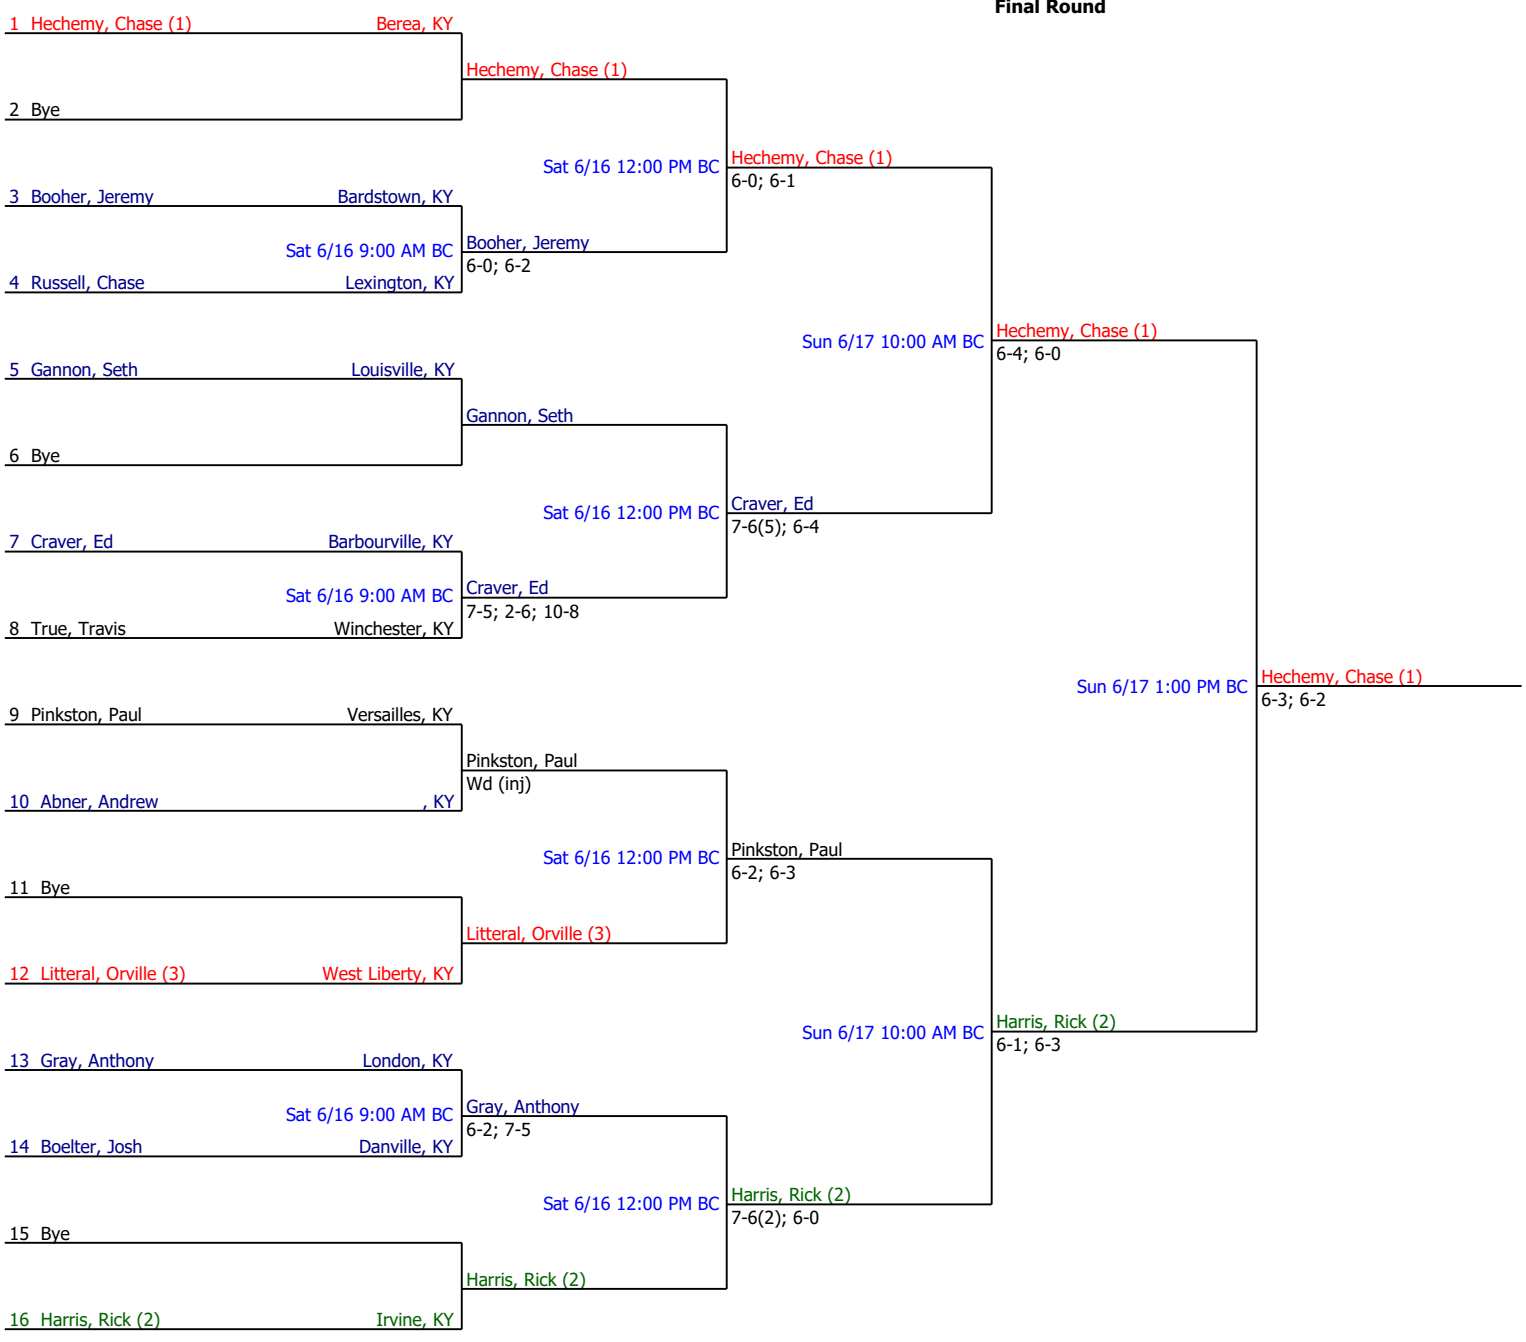 Final Round
1 Hechemy, Chase (1) Berea, KY
Hechemy, Chase (1)
2 Bye
Sat 6/16 12:00 PM BC
Hechemy, Chase (1)
6-0; 6-1
3 Booher, Jeremy Bardstown, KY
Sat 6/16 9:00 AM BC
Booher, Jeremy
6-0; 6-2
4 Russell, Chase Lexington, KY
Sun 6/17 10:00 AM BC
Hechemy, Chase (1)
6-4; 6-0
5 Gannon, Seth Louisville, KY
Gannon, Seth
6 Bye
Sat 6/16 12:00 PM BC
Craver, Ed
7-6(5); 6-4
7 Craver, Ed Barbourville, KY
Sat 6/16 9:00 AM BC
Craver, Ed
7-5; 2-6; 10-8
8 True, Travis Winchester, KY
Sun 6/17 1:00 PM BC
Hechemy, Chase (1)
6-3; 6-2
9 Pinkston, Paul Versailles, KY
Pinkston, Paul
Wd (inj)
10 Abner, Andrew , KY
Sat 6/16 12:00 PM BC
Pinkston, Paul
6-2; 6-3
11 Bye
Litteral, Orville (3)
12 Litteral, Orville (3) West Liberty, KY
Sun 6/17 10:00 AM BC
Harris, Rick (2)
6-1; 6-3
13 Gray, Anthony London, KY
Sat 6/16 9:00 AM BC
Gray, Anthony
6-2; 7-5
14 Boelter, Josh Danville, KY
Sat 6/16 12:00 PM BC
Harris, Rick (2)
7-6(2); 6-0
15 Bye
Harris, Rick (2)
16 Harris, Rick (2) Irvine, KY